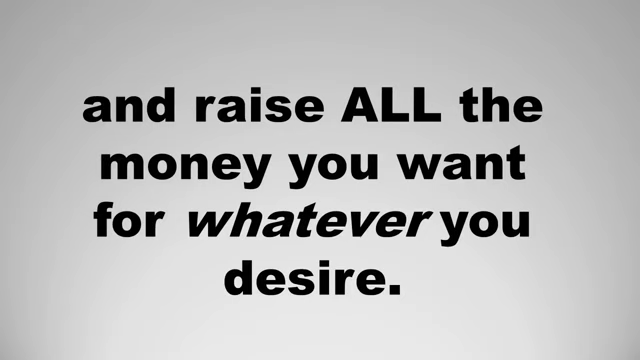 and raise ALL the
money you want
for whatever you
desire.